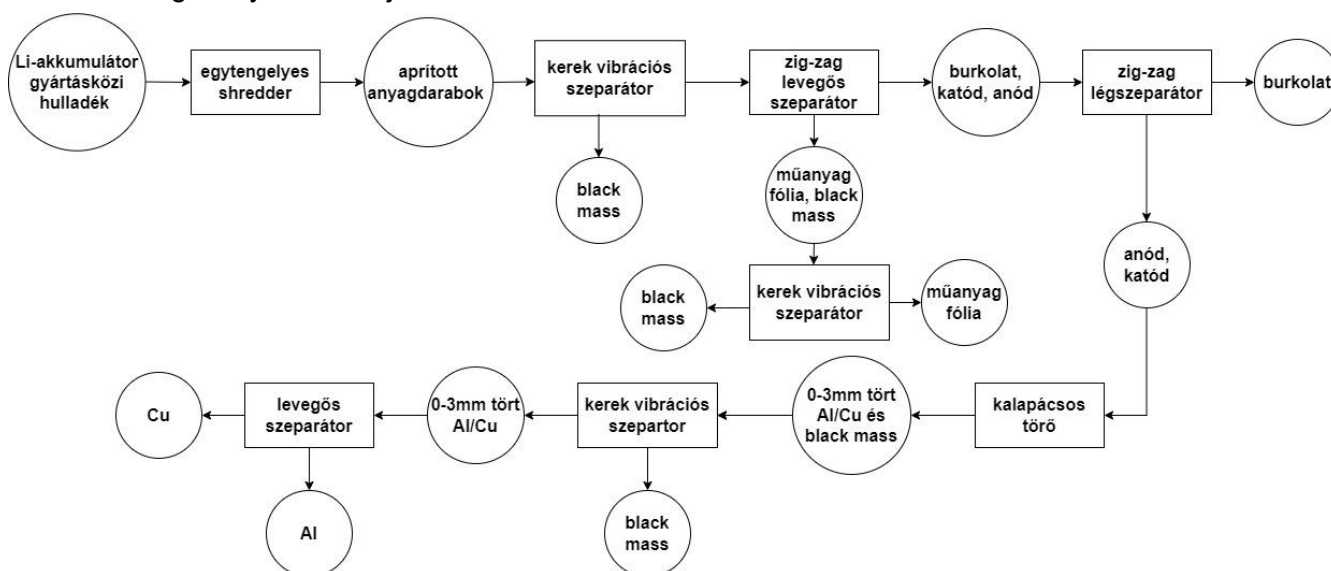 Li-akkumulátor
gyártásközi
hulladék
egytengelyes
shredder
aprított
anyagdarabok
kerek vibrációs
szeparátor
zig-zag
levegős
szeparátor
burkolat,
katód, anód
zig-zag
légszeparátor
burkolat
black
mass
műanyag
fólia, black
mass
anód,
katód
black
mass
kerek vibrációs
szeparátor
műanyag
fólia
Cu
levegős
szeparátor
0-3mm tört
Al/Cu
kerek vibrációs
szepartor
0-3mm tört
Al/Cu és
black mass
kalapácsos
törő
Al
black
mass